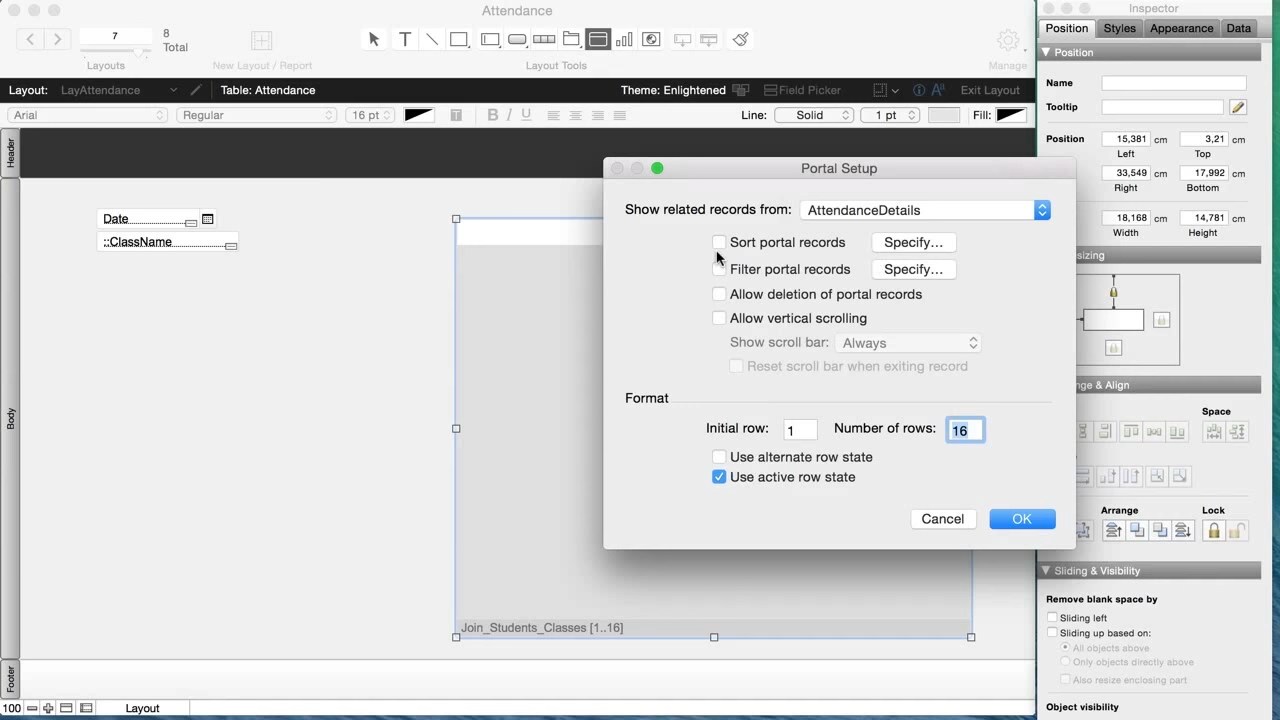 Attendance
Inspector
7
8
Total
Layouts
New Layout / Report
Layout Tools
Manage
Position Styles Appearance Data
Layout: LayAttendance Table: Attendance Theme: Enlightened Field Picker Exit Layout
Arial Regular 16 pt B I U Line: Solid 1 pt Fill:
Header
Body
Footer
Date
::ClassName
Join_Students_Classes [1..16]
Portal Setup
Show related records from: AttendanceDetails
Sort portal records Specify...
Filter portal records Specify...
Allow deletion of portal records
Allow vertical scrolling
Show scroll bar: Always
Reset scroll bar when exiting record
Format
Initial row: 1 Number of rows: 16
Use alternate row state
Use active row state
Cancel OK
Position
Name
Tooltip
Position 15,381 cm 3,21 cm
Left Top
33,549 cm 17,992 cm
Right Bottom
18,168 cm 14,781 cm
Width Height
sizing
nge & Align
Space
Arrange Lock
Sliding & Visibility
Remove blank space by
Sliding left
Sliding up based on:
All objects above
Only objects directly above
Also resize enclosing part
Object visibility
100 Layout